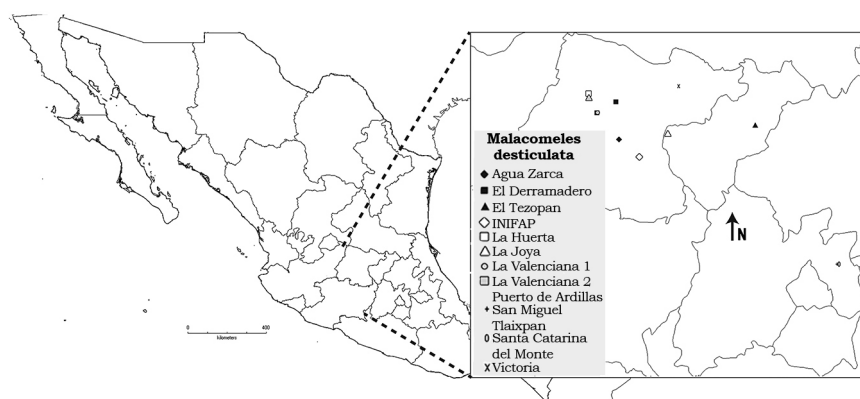 Malacomeles
desticulata
Agua Zarca
El Derramadero
El Tezopan
INIFAP
La Huerta
La Joya
La Valenciana 1
La Valenciana 2
Puerto de Ardillas
San Miguel
Tlaixpan
Santa Catarina
del Monte
Victoria
N
0 400
kilometers